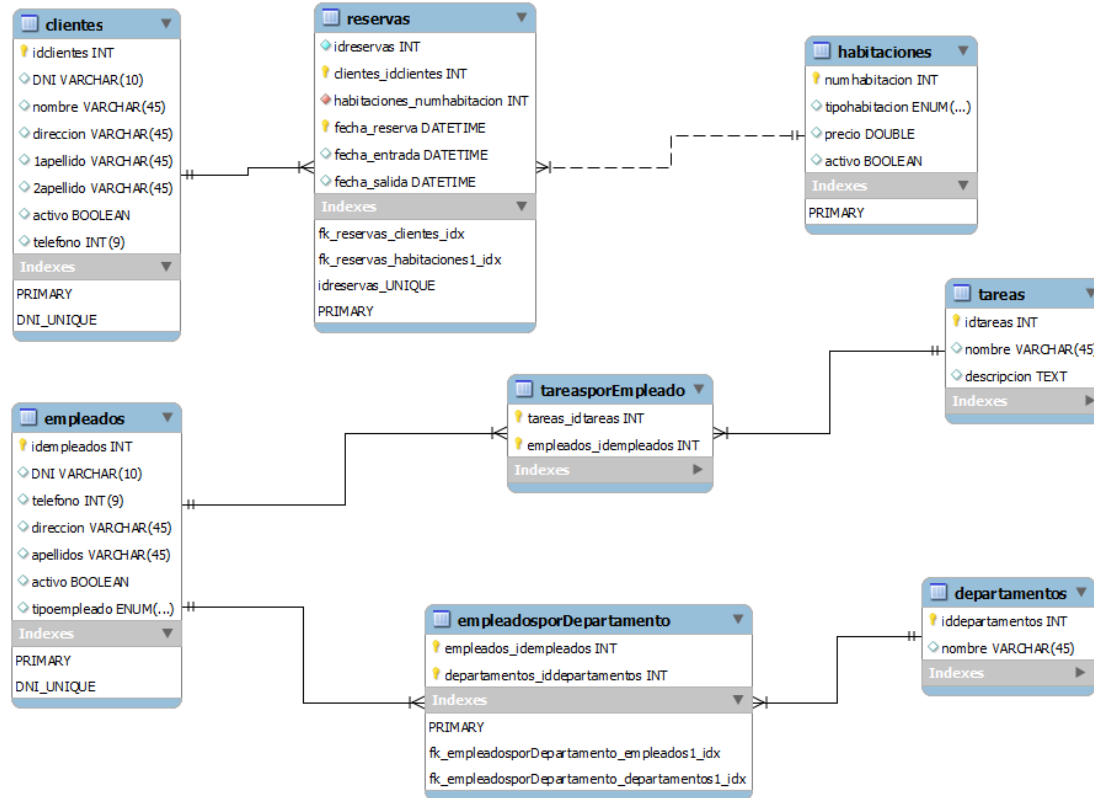 clientes
idclientes INT
DNI VARCHAR(10)
nombre VARCHAR(45)
direccion VARCHAR(45)
1apellido VARCHAR(45)
2apellido VARCHAR(45)
activo BOOLEAN
telefono INT(9)
Indexes
PRIMARY
DNI_UNIQUE
reservas
idreservas INT
clientes_idclientes INT
habitaciones_numhabitacion INT
fecha_reserva DATETIME
fecha_entrada DATETIME
fecha_salida DATETIME
Indexes
fk_reservas_clientes_idx
fk_reservas_habitaciones1_idx
idreservas_UNIQUE
PRIMARY
habitaciones
numhabitacion INT
tipohabitacion ENUM(...)
precio DOUBLE
activo BOOLEAN
Indexes
PRIMARY
tareas
idtareas INT
nombre VARCHAR(45)
descripcion TEXT
Indexes
tareasporEmpleado
tareas_idtareas INT
empleados_idempleados INT
Indexes
empleados
idempleados INT
DNI VARCHAR(10)
telefono INT(9)
direccion VARCHAR(45)
apellidos VARCHAR(45)
activo BOOLEAN
tipoempleado ENUM(...)
Indexes
PRIMARY
DNI_UNIQUE
empleadosporDepartamento
empleados_idempleados INT
departamentos_iddepartamentos INT
Indexes
PRIMARY
fk_empleadosporDepartamento_empleados1_idx
fk_empleadosporDepartamento_departamentos1_idx
departamentos
iddepartamentos INT
nombre VARCHAR(45)
Indexes